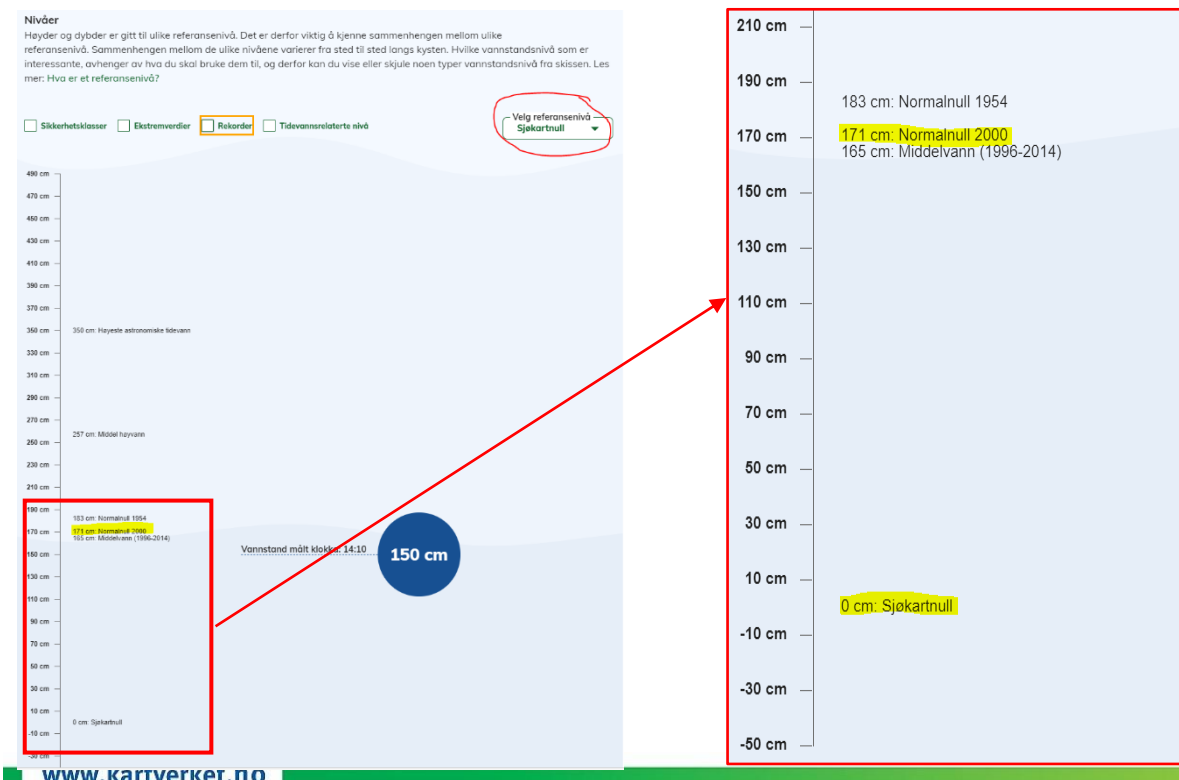 Nivåer
Høyder og dybder er gitt til ulike referansenivå. Det er derfor viktig å kjenne sammenhengen mellom ulike
referansenivå. Sammenhengen mellom de ulike nivåene varierer fra sted til sted langs kysten. Hvilke vannstandsnivå som er
interessante, avhenger av hva du skal bruke dem til, og derfor kan du vise eller skjule noen typer vannstandsnivå fra skissen. Les
mer: Hva er et referansenivå?
Sikkerhetsklasser Ekstremverdier Rekorder Tidevannsrelaterte nivå
Velg referansenivå
Sjøkartnull
490 cm
470 cm
450 cm
430 cm
410 cm
390 cm
370 cm
350 cm 350 cm: Høyeste astronomiske tidevann
330 cm
310 cm
290 cm
270 cm
257 cm: Middel høyvann
250 cm
230 cm
210 cm
190 cm
183 cm: Normalnull 1954
170 cm 171 cm: Normalnull 2000
165 cm: Middelvann (1996-2014)
Vannstand målt klokka: 14:10
150 cm
150 cm
130 cm
110 cm
90 cm
70 cm
50 cm
30 cm
10 cm
0 cm: Sjøkartnull
-10 cm
-30 cm
210 cm
190 cm
183 cm: Normalnull 1954
170 cm 171 cm: Normalnull 2000
165 cm: Middelvann (1996-2014)
150 cm
130 cm
110 cm
90 cm
70 cm
50 cm
30 cm
10 cm
0 cm: Sjøkartnull
-10 cm
-30 cm
-50 cm
www.kartverket.no